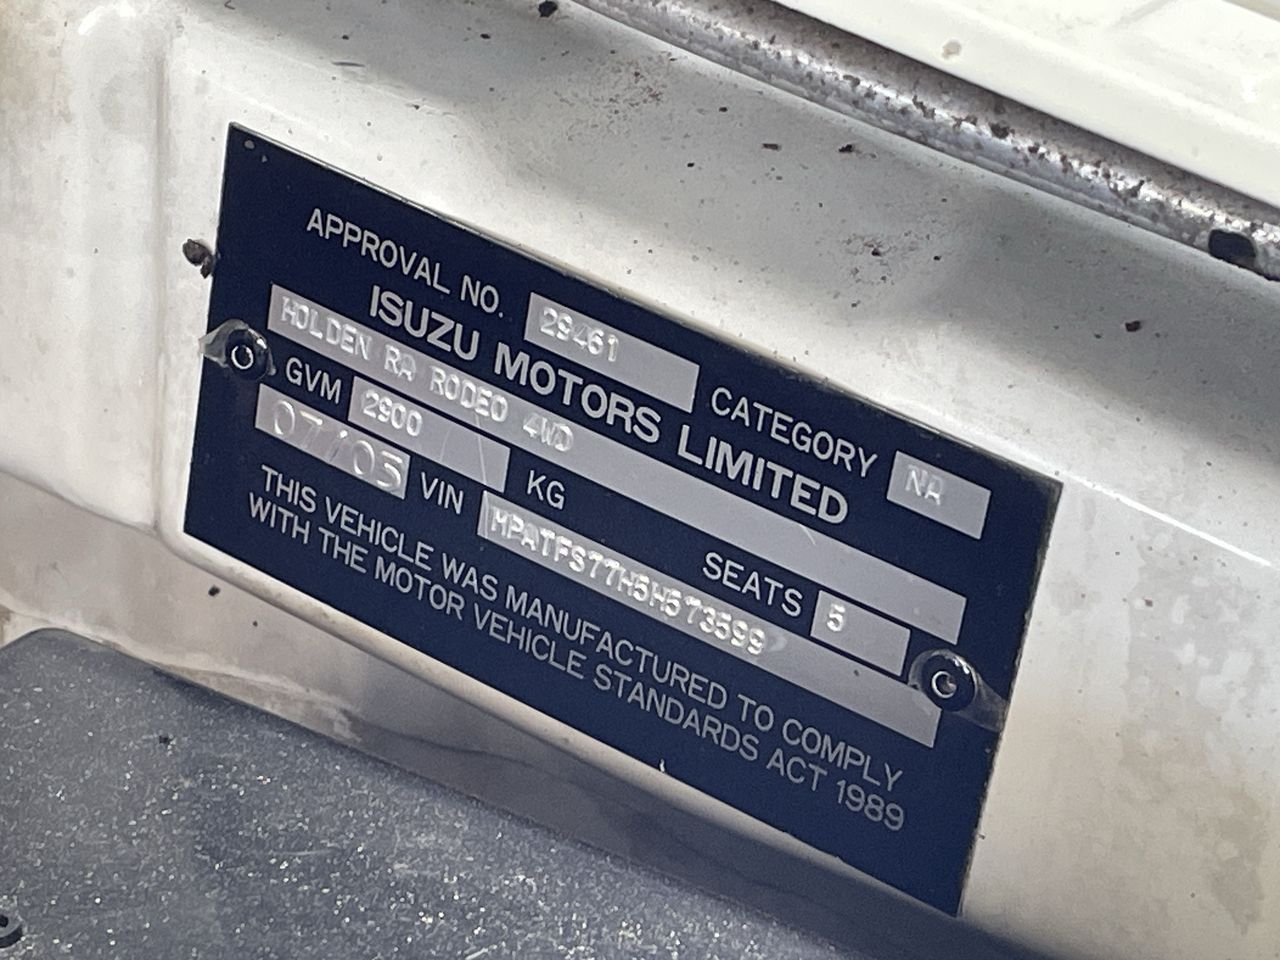 APPROVAL NO. 29461 CATEGORY NA
ISUZU MOTORS LIMITED
HOLDEN RA RODEO 4WD
GVM 2900 KG SEATS 5
07/05 VIN MPATFS77H5H573599
THIS VEHICLE WAS MANUFACTURED TO COMPLY
WITH THE MOTOR VEHICLE STANDARDS ACT 1989